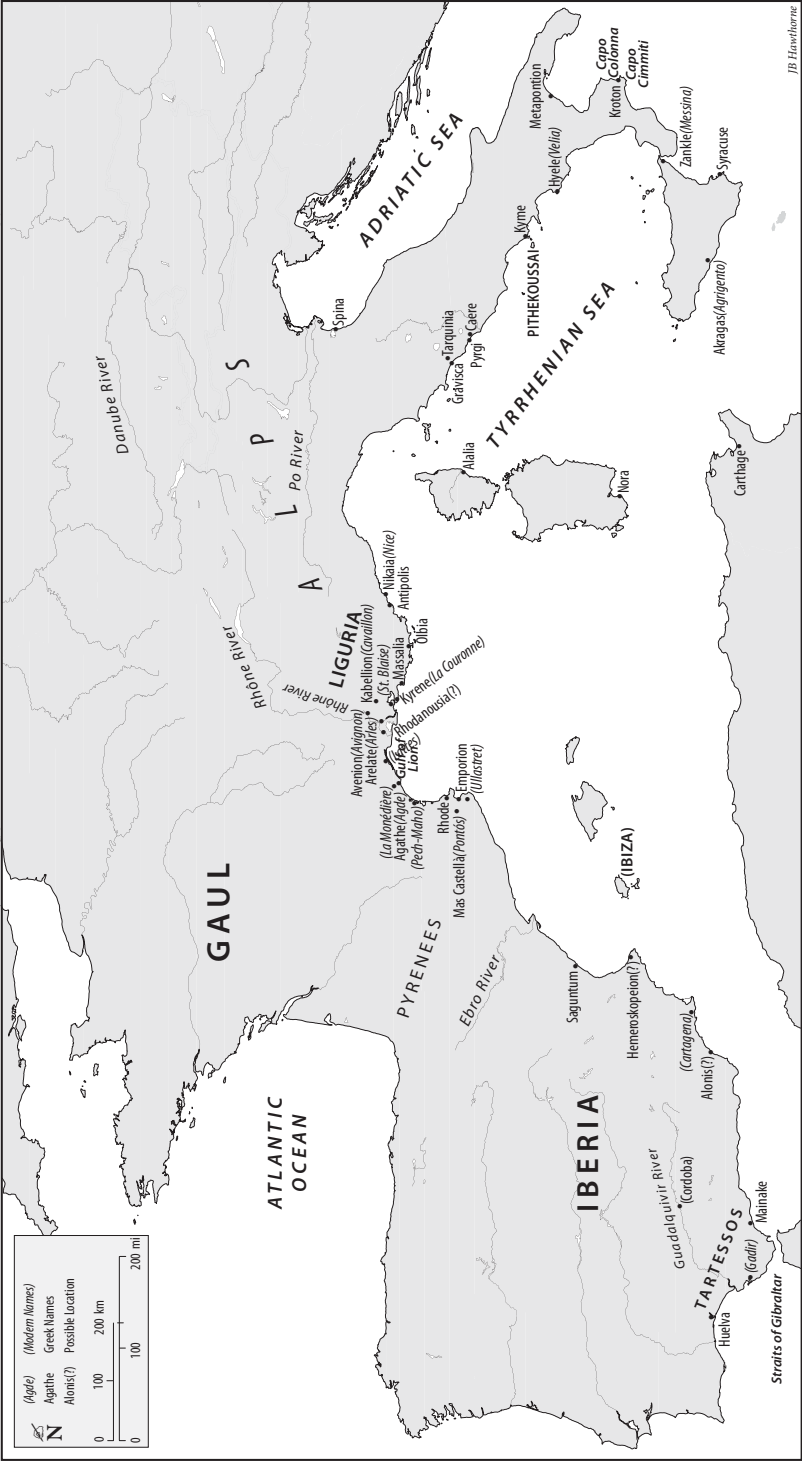 N
(Agde) (Modern Names)
Agathe Greek Names
Alonis(?) Possible Location
0 100 200 km
0 100 200 mi
ATLANTIC
OCEAN
GAUL
Danube River
Rhône River
Rhône River
ALPS
Po River
LIGURIA
ADRIATIC SEA
Spina
Avenion(Avignon)
Arelate(Arles)
Kabellion(Cavaillon)
(St. Blaise)
Massalia
Kyrene(La Couronne)
Rhodanousia(?)
Gulf of
Lion
Olbia
Antipolis
Nikaia(Nice)
(La Monédière)
Agathe(Agde)
(Pech-Maho)
Rhode
Emporion
(Ullastret)
Mas Castellà(Pontós)
PYRENEES
Ebro River
IBERIA
Saguntum
Hemeroskopeion(?)
(Cartagena)
Alonis(?)
Guadalquivir River
(Cordoba)
TARTESSOS
Mainake
(Gadir)
Huelva
Straits of Gibraltar
(IBIZA)
Alalia
Nora
Carthage
TYRRHENIAN SEA
Tarquinia
Gravisca
Caere
Pyrgi
Kyme
PITHEKOUSSAI
Hyele(Velia)
Metapontion
Kroton
Capo
Colonna
Capo
Cimmiti
Zankle(Messina)
Syracuse
Akragas(Agrigento)
JB Hawthorne